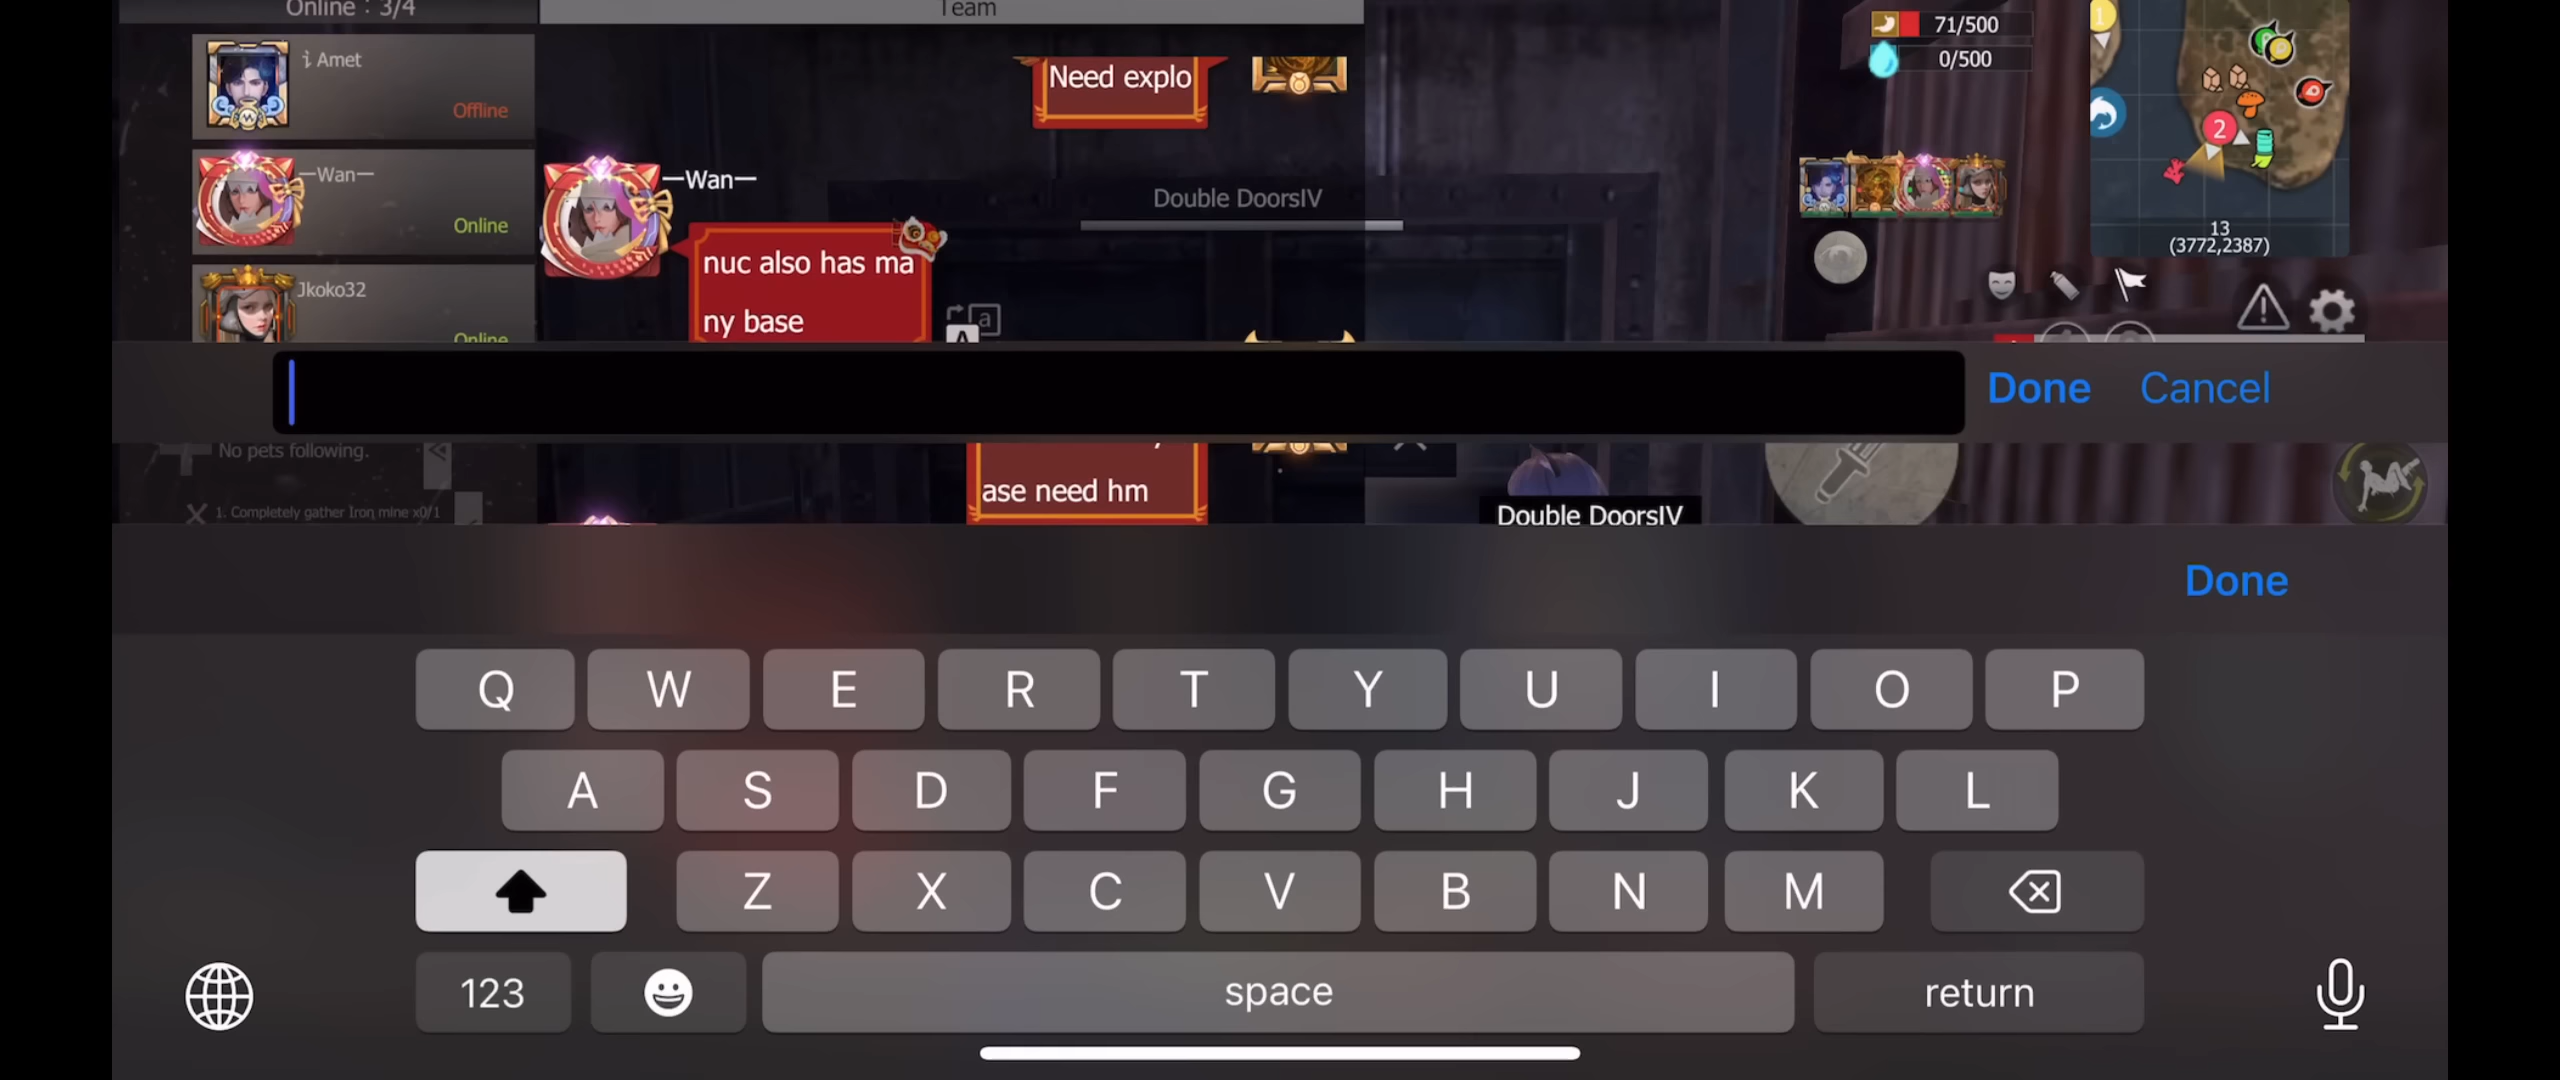 Online : 3/4
Team
i Amet
Offline
—Wan—
Online
Jkoko32
Online
Need explo
—Wan—
nuc also has ma
ny base
Double DoorsIV
71/500
0/500
1
2
13
(3772,2387)
Done
Cancel
No pets following.
1. Completely gather Iron mine x0/1
ase need hm
Double DoorsIV
Done
Q W E R T Y U I O P
A S D F G H J K L
Z X C V B N M
123
space
return